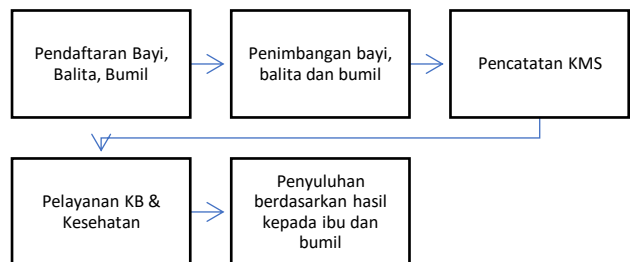 Pendaftaran Bayi,
Balita, Bumil
Penimbangan bayi,
balita dan bumil
Pencatatan KMS
Pelayanan KB &
Kesehatan
Penyuluhan
berdasarkan hasil
kepada ibu dan
bumil